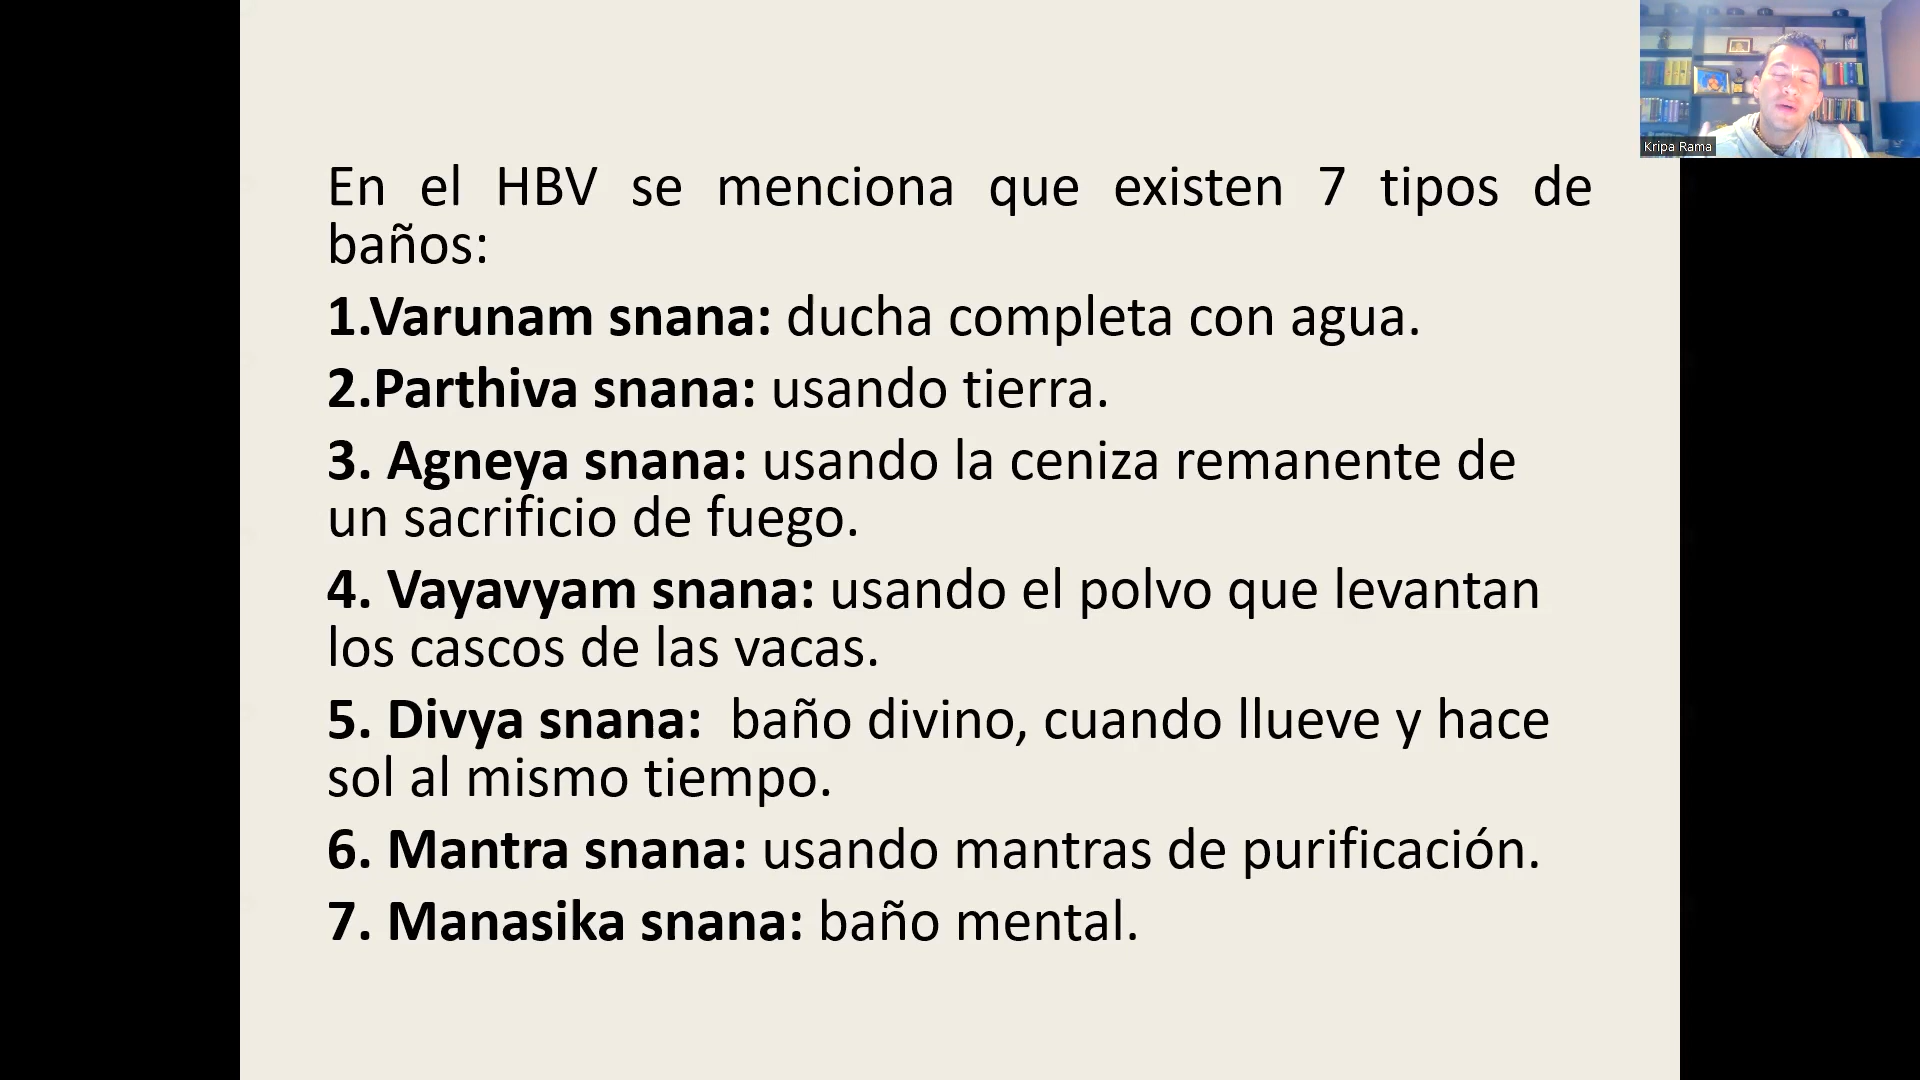 En el HBV se menciona que existen 7 tipos de
baños:
1.Varunam snana: ducha completa con agua.
2.Parthiva snana: usando tierra.
3. Agneya snana: usando la ceniza remanente de
un sacrificio de fuego.
4. Vayavyam snana: usando el polvo que levantan
los cascos de las vacas.
5. Divya snana:  baño divino, cuando llueve y hace
sol al mismo tiempo.
6. Mantra snana: usando mantras de purificación.
7. Manasika snana: baño mental.
Kripa Rama